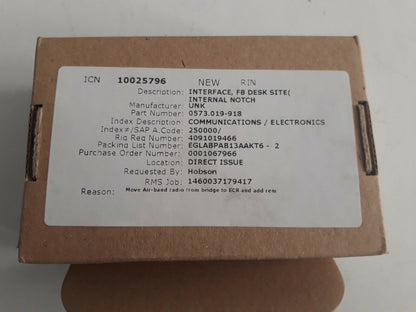 ICN 10025796 NEW RIN
Description: INTERFACE, FB DESK SITE(
INTERNAL NOTCH
Manufacturer: UNK
Part Number: 0573.019-918
Index Description: COMMUNICATIONS / ELECTRONICS
Index#/SAP A.Code: 250000/
Rig Req Number: 4091019466
Packing List Number: EGLABPAB13AAKT6 - 2
Purchase Order Number: 0001067966
Location: DIRECT ISSUE
Requested By: Hobson
RMS Job: 1460037179417
Reason: Move Air-band radio from bridge to ECR and add rem